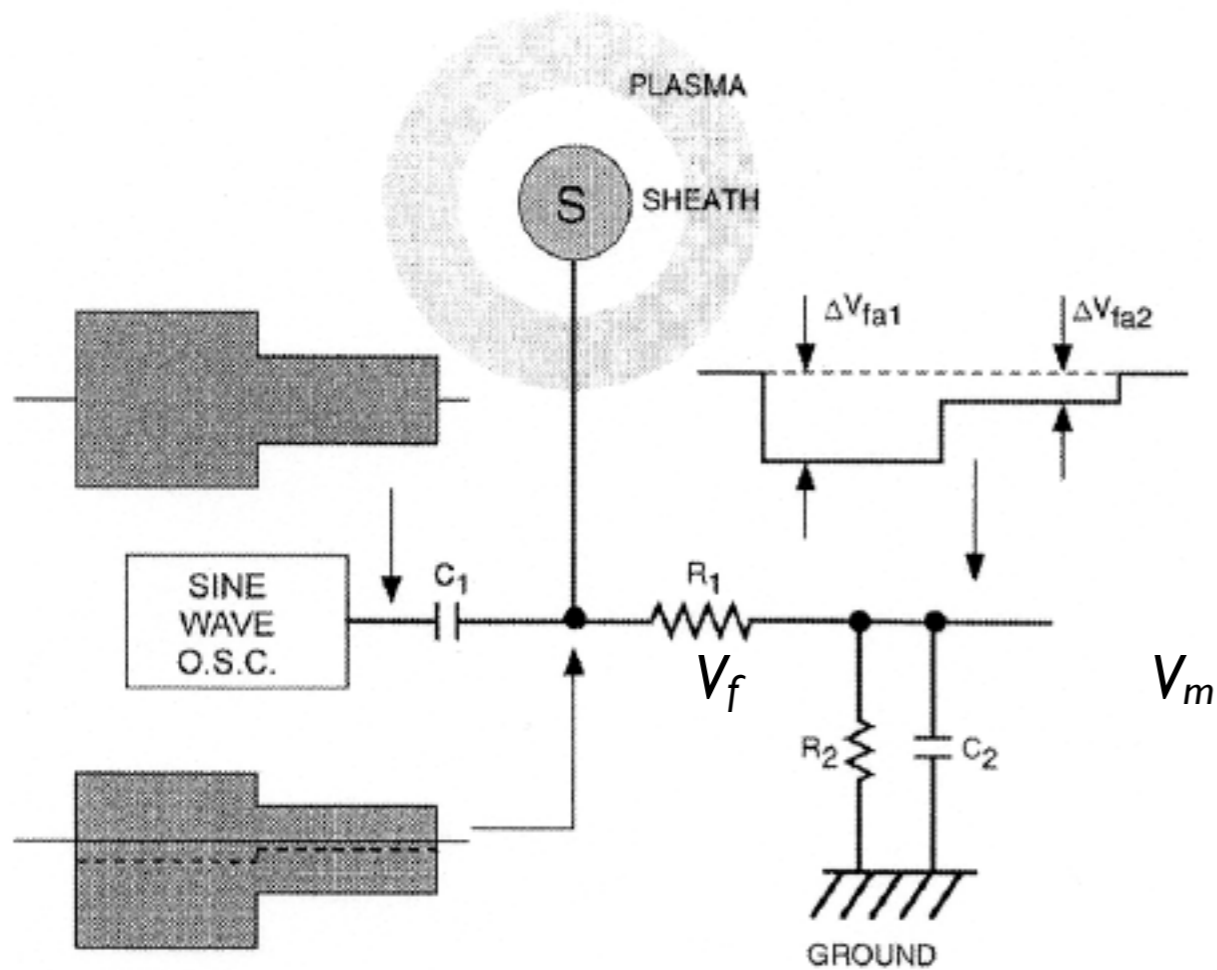 PLASMA
S
SHEATH
ΔVfa1
ΔVfa2
SINE
WAVE
O.S.C.
C1
R1
Vf
Vm
R2
C2
GROUND